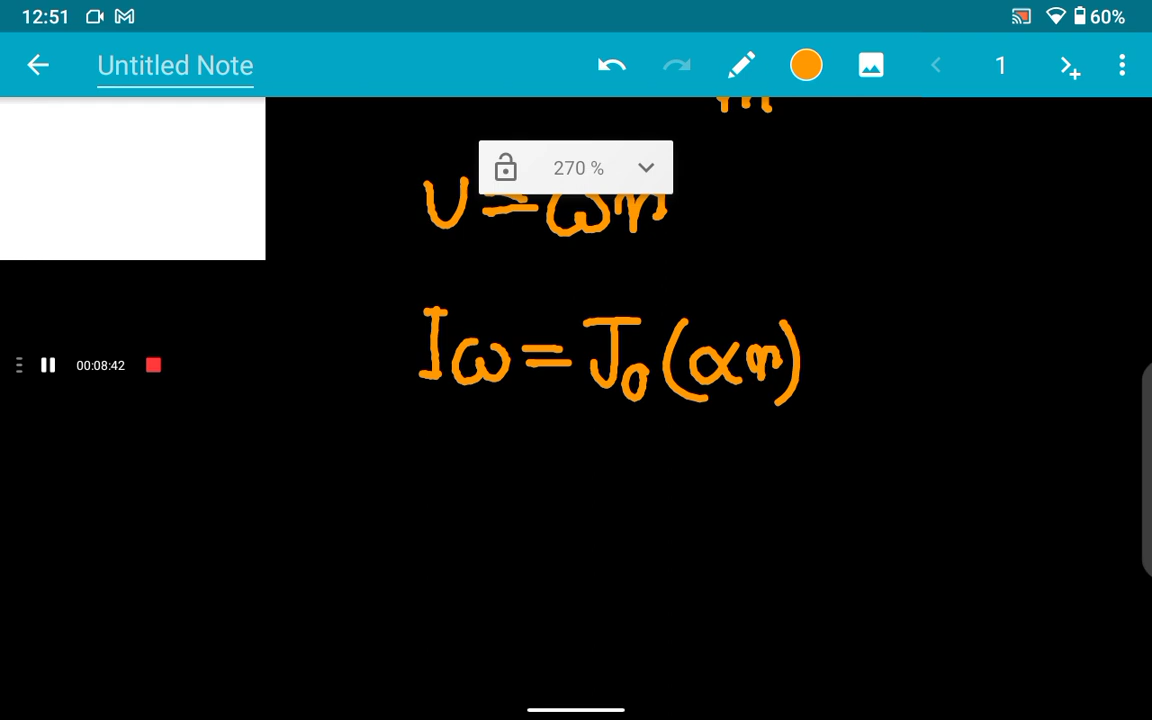 12:51 60%
Untitled Note 1
m
270 %
v = ωr
Iω = J₀(αr)
00:08:42